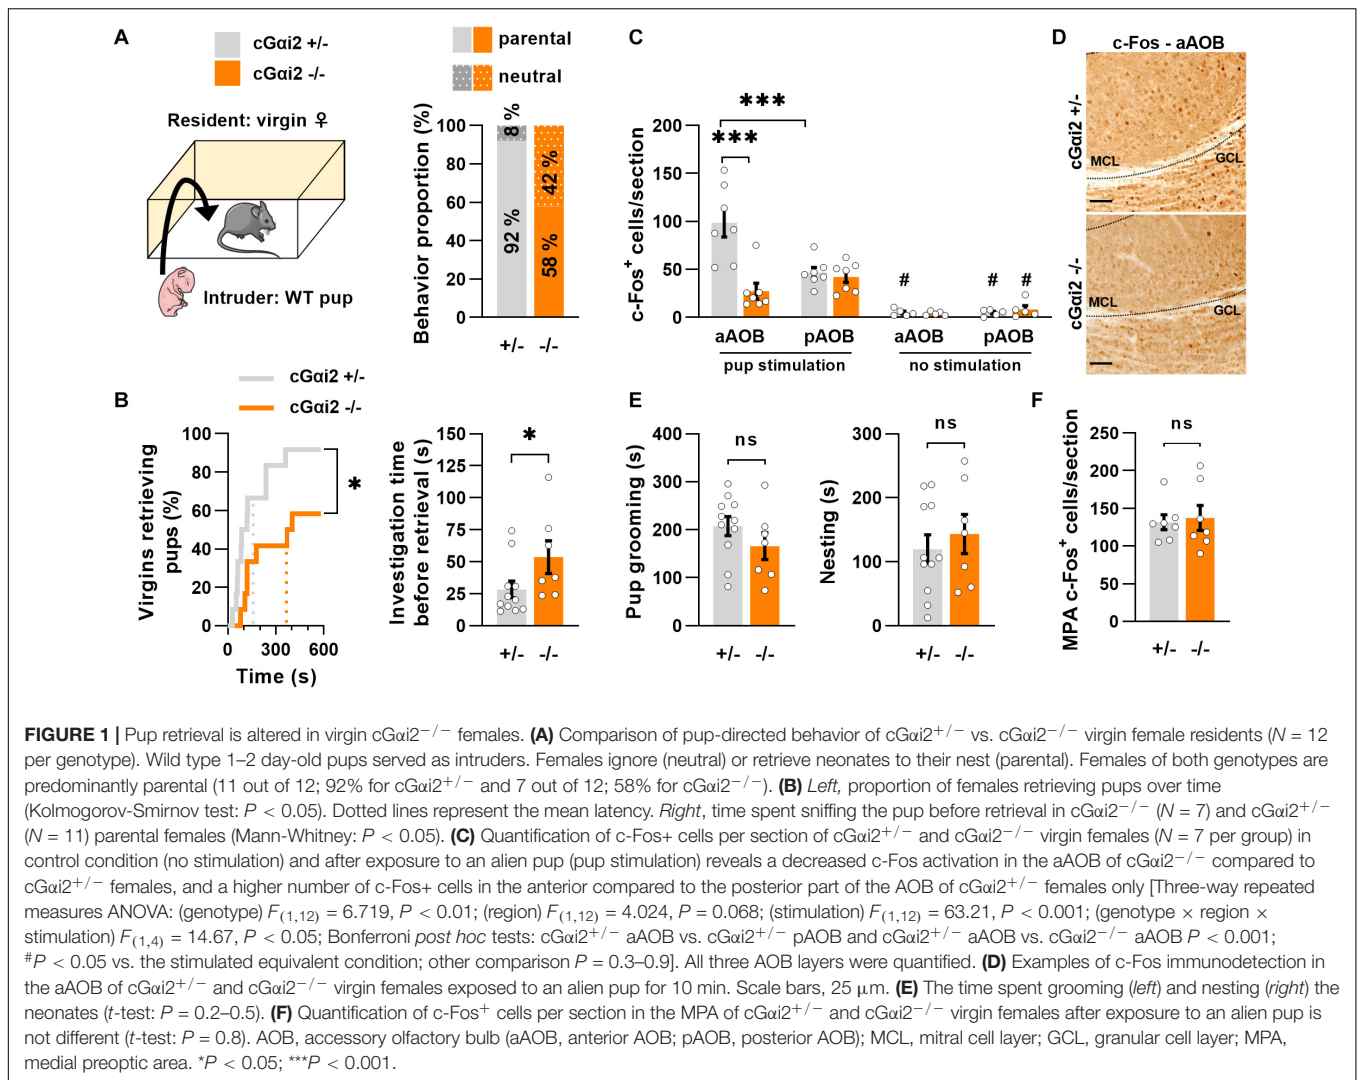 A
cGαi2 +/-
cGαi2 -/-
Resident: virgin ♀
Intruder: WT pup
parental
neutral
Behavior proportion (%)
100
80
60
40
20
0
8 %
92 %
42 %
58 %
+/-
-/-
C
c-Fos+ cells/section
200
150
100
50
0
***
***
#
#
#
aAOB
pAOB
aAOB
pAOB
pup stimulation
no stimulation
D
c-Fos - aAOB
cGαi2 +/-
MCL
GCL
cGαi2 -/-
MCL
GCL
B
cGαi2 +/-
cGαi2 -/-
Virgins retrieving
pups (%)
100
80
60
40
20
0
*
0
300
600
Time (s)
Investigation time
before retrieval (s)
150
125
100
75
50
25
0
*
+/-
-/-
E
Pup grooming (s)
400
300
200
100
0
ns
+/-
-/-
Nesting (s)
300
200
100
0
ns
+/-
-/-
F
MPA c-Fos+ cells/section
250
200
150
100
50
0
ns
+/-
-/-
FIGURE 1 | Pup retrieval is altered in virgin cGαi2−/− females. (A) Comparison of pup-directed behavior of cGαi2+/− vs. cGαi2−/− virgin female residents (N = 12
per genotype). Wild type 1–2 day-old pups served as intruders. Females ignore (neutral) or retrieve neonates to their nest (parental). Females of both genotypes are
predominantly parental (11 out of 12; 92% for cGαi2+/− and 7 out of 12; 58% for cGαi2−/−). (B) Left, proportion of females retrieving pups over time
(Kolmogorov-Smirnov test: P < 0.05). Dotted lines represent the mean latency. Right, time spent sniffing the pup before retrieval in cGαi2−/− (N = 7) and cGαi2+/−
(N = 11) parental females (Mann-Whitney: P < 0.05). (C) Quantification of c-Fos+ cells per section of cGαi2+/− and cGαi2−/− virgin females (N = 7 per group) in
control condition (no stimulation) and after exposure to an alien pup (pup stimulation) reveals a decreased c-Fos activation in the aAOB of cGαi2−/− compared to
cGαi2+/− females, and a higher number of c-Fos+ cells in the anterior compared to the posterior part of the AOB of cGαi2+/− females only [Three-way repeated
measures ANOVA: (genotype) F(1,12) = 6.719, P < 0.01; (region) F(1,12) = 4.024, P = 0.068; (stimulation) F(1,12) = 63.21, P < 0.001; (genotype × region ×
stimulation) F(1,4) = 14.67, P < 0.05; Bonferroni post hoc tests: cGαi2+/− aAOB vs. cGαi2+/− pAOB and cGαi2+/− aAOB vs. cGαi2−/− aAOB P < 0.001;
#P < 0.05 vs. the stimulated equivalent condition; other comparison P = 0.3–0.9]. All three AOB layers were quantified. (D) Examples of c-Fos immunodetection in
the aAOB of cGαi2+/− and cGαi2−/− virgin females exposed to an alien pup for 10 min. Scale bars, 25 μm. (E) The time spent grooming (left) and nesting (right) the
neonates (t-test: P = 0.2–0.5). (F) Quantification of c-Fos+ cells per section in the MPA of cGαi2+/− and cGαi2−/− virgin females after exposure to an alien pup is
not different (t-test: P = 0.8). AOB, accessory olfactory bulb (aAOB, anterior AOB; pAOB, posterior AOB); MCL, mitral cell layer; GCL, granular cell layer; MPA,
medial preoptic area. *P < 0.05; ***P < 0.001.